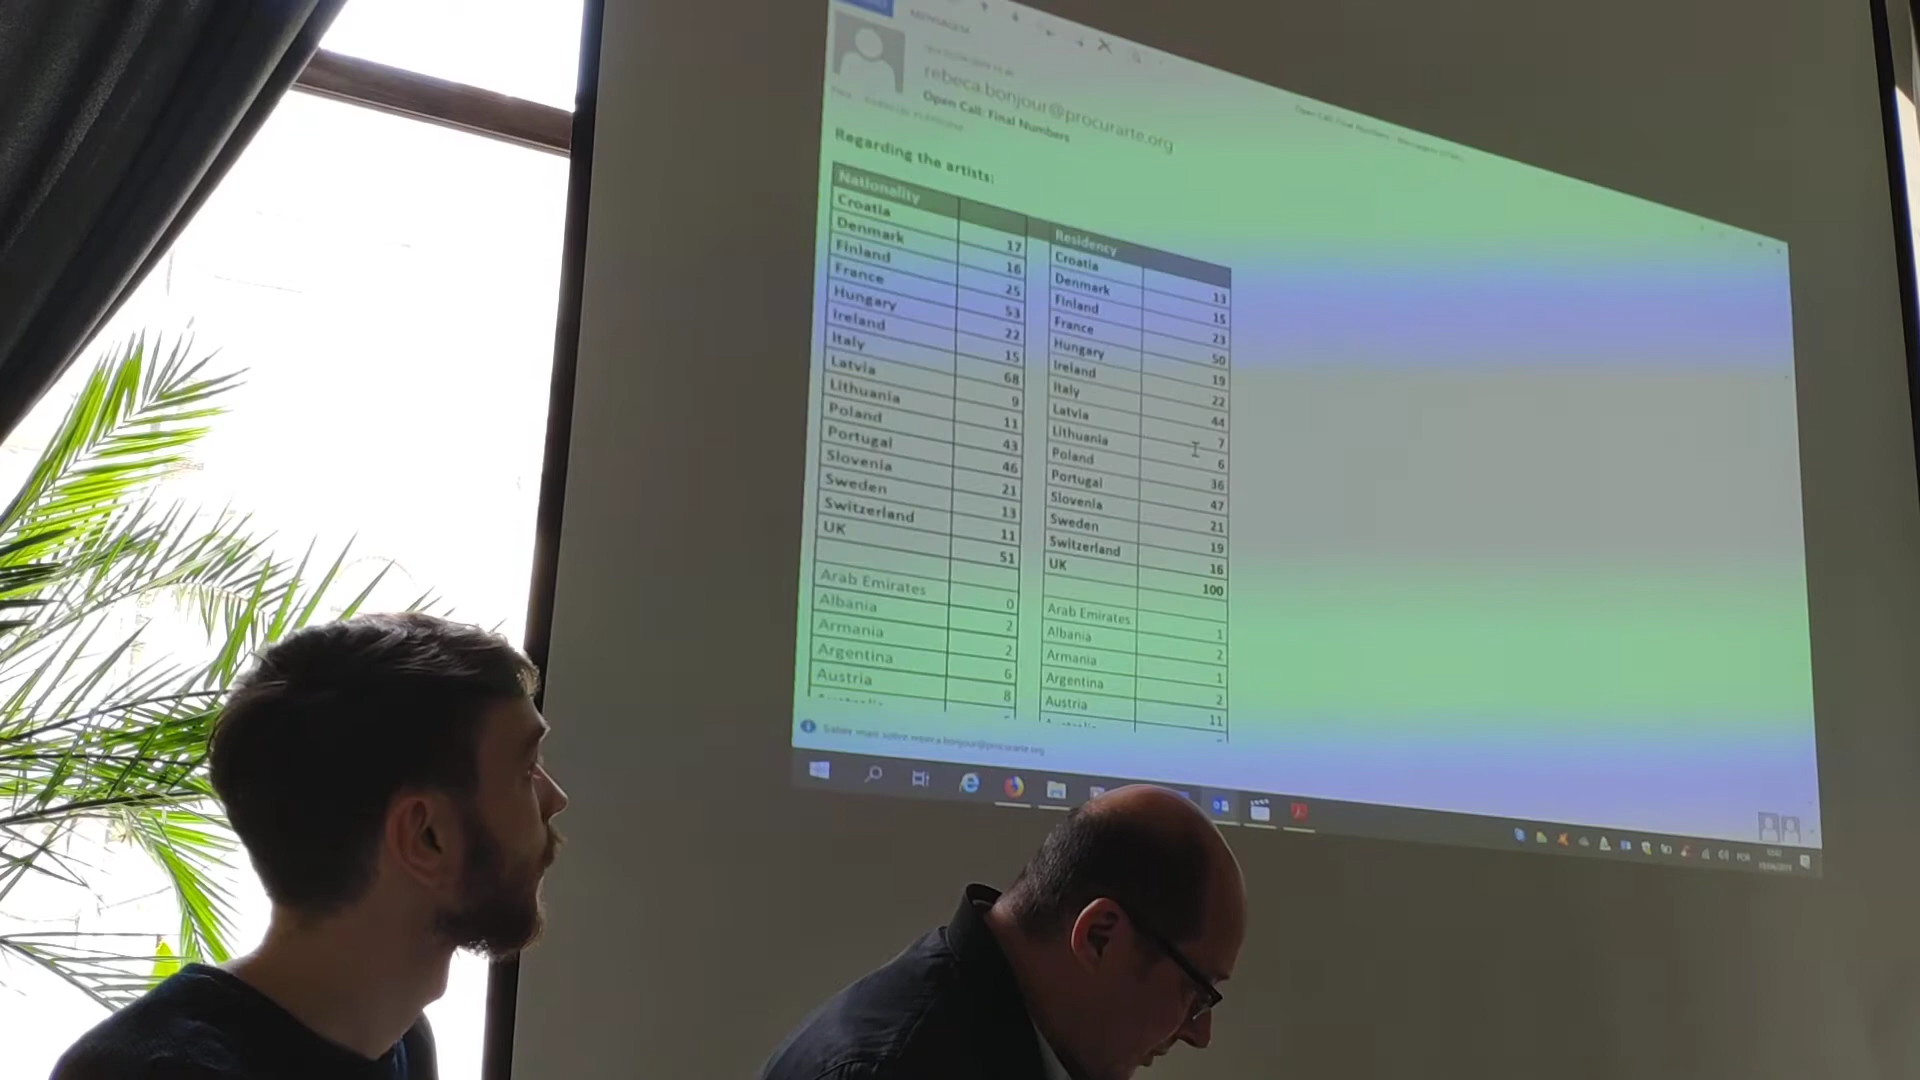 MENSAGEM
rebeca.bonjour@procurarte.org
Open Call: Final Numbers
Open Call: Final Numbers - Mensagem (HTML)
Regarding the artists:
Nationality
Croatia 17
Denmark 16
Finland 25
France 53
Hungary 22
Ireland 15
Italy 68
Latvia 9
Lithuania 11
Poland 43
Portugal 46
Slovenia 21
Sweden 13
Switzerland 11
UK 51
Arab Emirates 0
Albania 2
Armania 2
Argentina 6
Austria 8
Residency
Croatia 13
Denmark 15
Finland 23
France 50
Hungary 19
Ireland 22
Italy 44
Latvia 7
Lithuania 6
Poland 36
Portugal 47
Slovenia 21
Sweden 19
Switzerland 16
UK 100
Arab Emirates 1
Albania 2
Armania 1
Argentina 2
Austria 11
rebeca.bonjour@procurarte.org
POR